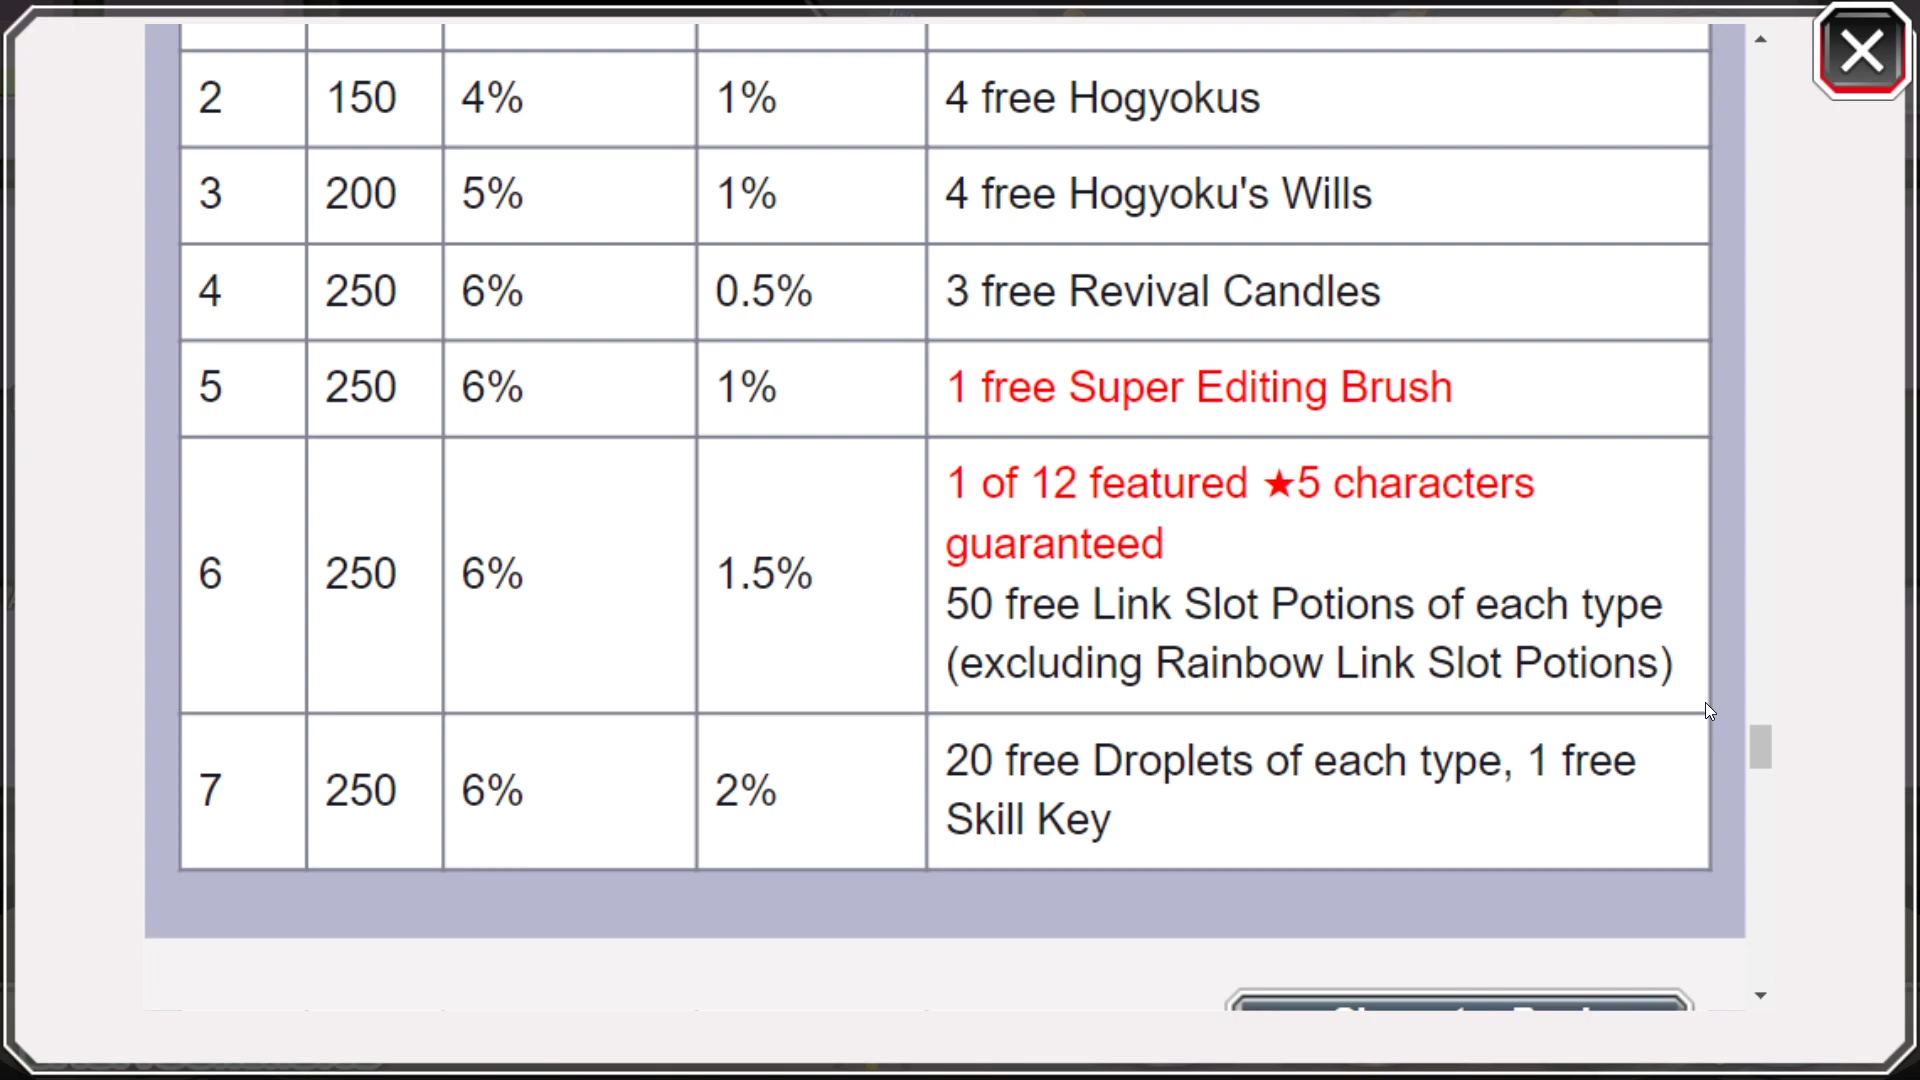 2 150 4% 1% 4 free Hogyokus
3 200 5% 1% 4 free Hogyoku's Wills
4 250 6% 0.5% 3 free Revival Candles
5 250 6% 1% 1 free Super Editing Brush
6 250 6% 1.5% 1 of 12 featured ★5 characters
guaranteed
50 free Link Slot Potions of each type
(excluding Rainbow Link Slot Potions)
7 250 6% 2% 20 free Droplets of each type, 1 free
Skill Key